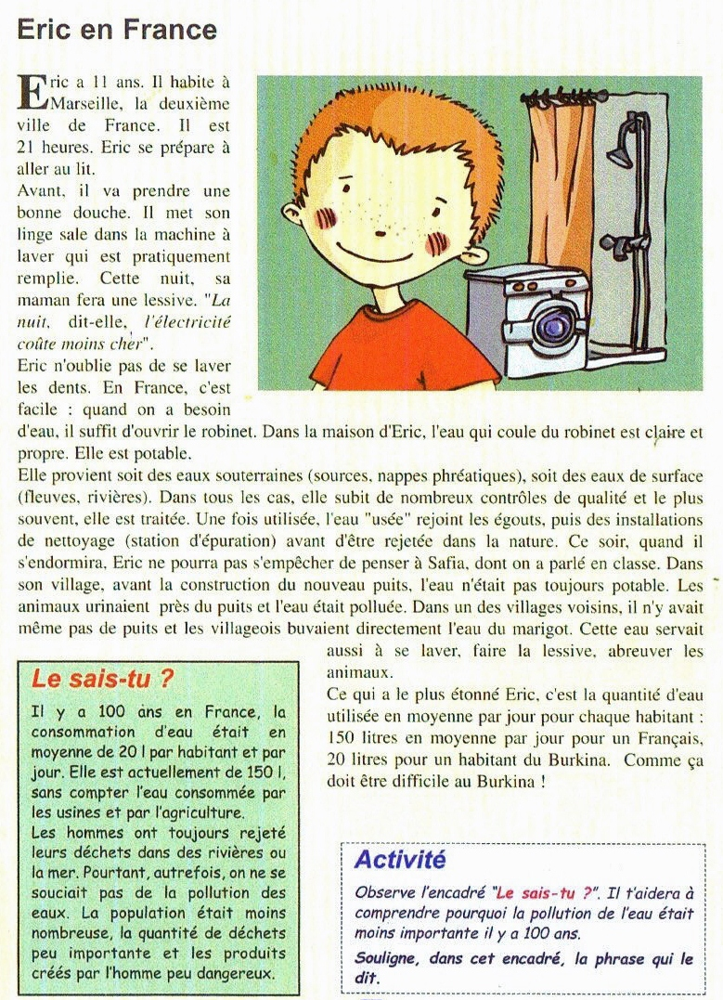 Eric en France
Eric a 11 ans. Il habite à
Marseille, la deuxième
ville de France. Il est
21 heures. Eric se prépare à
aller au lit.
Avant, il va prendre une
bonne douche. Il met son
linge sale dans la machine à
laver qui est pratiquement
remplie. Cette nuit, sa
maman fera une lessive. "La
nuit, dit-elle, l'électricité
coûte moins cher".
Eric n'oublie pas de se laver
les dents. En France, c'est
facile : quand on a besoin
d'eau, il suffit d'ouvrir le robinet. Dans la maison d'Eric, l'eau qui coule du robinet est claire et
propre. Elle est potable.
Elle provient soit des eaux souterraines (sources, nappes phréatiques), soit des eaux de surface
(fleuves, rivières). Dans tous les cas, elle subit de nombreux contrôles de qualité et le plus
souvent, elle est traitée. Une fois utilisée, l'eau "usée" rejoint les égouts, puis des installations
de nettoyage (station d'épuration) avant d'être rejetée dans la nature. Ce soir, quand il
s'endormira, Eric ne pourra pas s'empêcher de penser à Safia, dont on a parlé en classe. Dans
son village, avant la construction du nouveau puits, l'eau n'était pas toujours potable. Les
animaux urinaient près du puits et l'eau était polluée. Dans un des villages voisins, il n'y avait
même pas de puits et les villageois buvaient directement l'eau du marigot. Cette eau servait
aussi à se laver, faire la lessive, abreuver les
animaux.
Ce qui a le plus étonné Eric, c'est la quantité d'eau
utilisée en moyenne par jour pour chaque habitant :
150 litres en moyenne par jour pour un Français,
20 litres pour un habitant du Burkina. Comme ça
doit être difficile au Burkina !
Le sais-tu ?
Il y a 100 ans en France, la
consommation d'eau était en
moyenne de 20 l par habitant et par
jour. Elle est actuellement de 150 l,
sans compter l'eau consommée par
les usines et par l'agriculture.
Les hommes ont toujours rejeté
leurs déchets dans des rivières ou
la mer. Pourtant, autrefois, on ne se
souciait pas de la pollution des
eaux. La population était moins
nombreuse, la quantité de déchets
peu importante et les produits
créés par l'homme peu dangereux.
Activité
Observe l'encadré "Le sais-tu ?". Il t'aidera à
comprendre pourquoi la pollution de l'eau était
moins importante il y a 100 ans.
Souligne, dans cet encadré, la phrase qui le
dit.